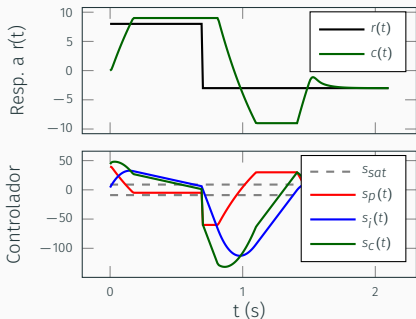 Resp. a r(t)
10
5
0
−5
−10
r(t)
c(t)
Controlador
50
0
−50
−100
s_sat
s_p(t)
s_i(t)
s_c(t)
0
1
2
t (s)